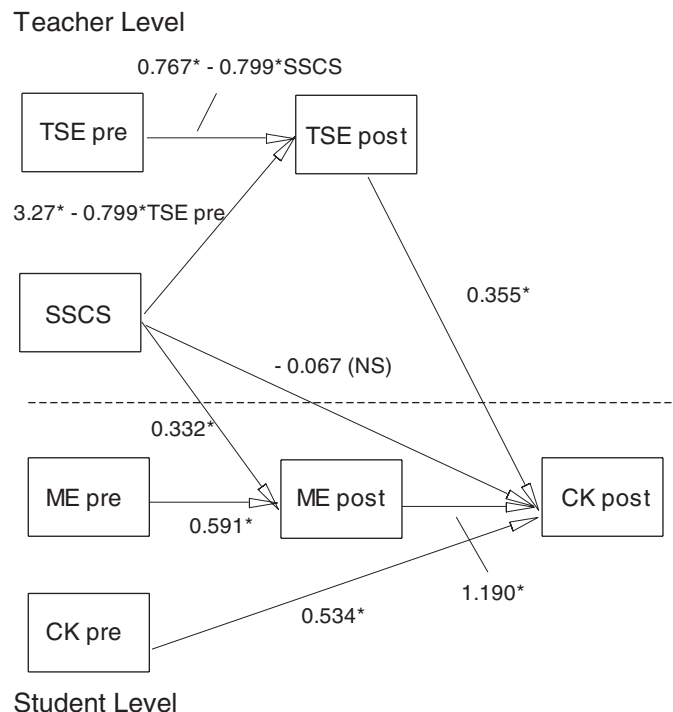 Teacher Level
0.767* - 0.799*SSCS
TSE pre
TSE post
3.27* - 0.799*TSE pre
SSCS
0.355*
- 0.067 (NS)
0.332*
ME pre
ME post
CK post
0.591*
1.190*
0.534*
CK pre
Student Level